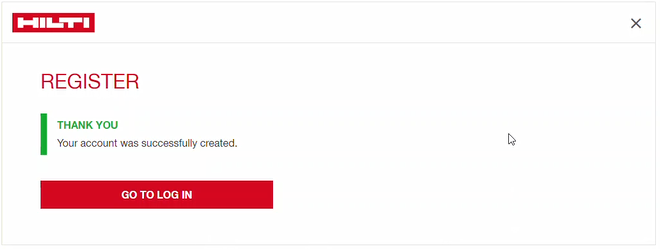 HILTI
REGISTER
THANK YOU
Your account was successfully created.
GO TO LOG IN